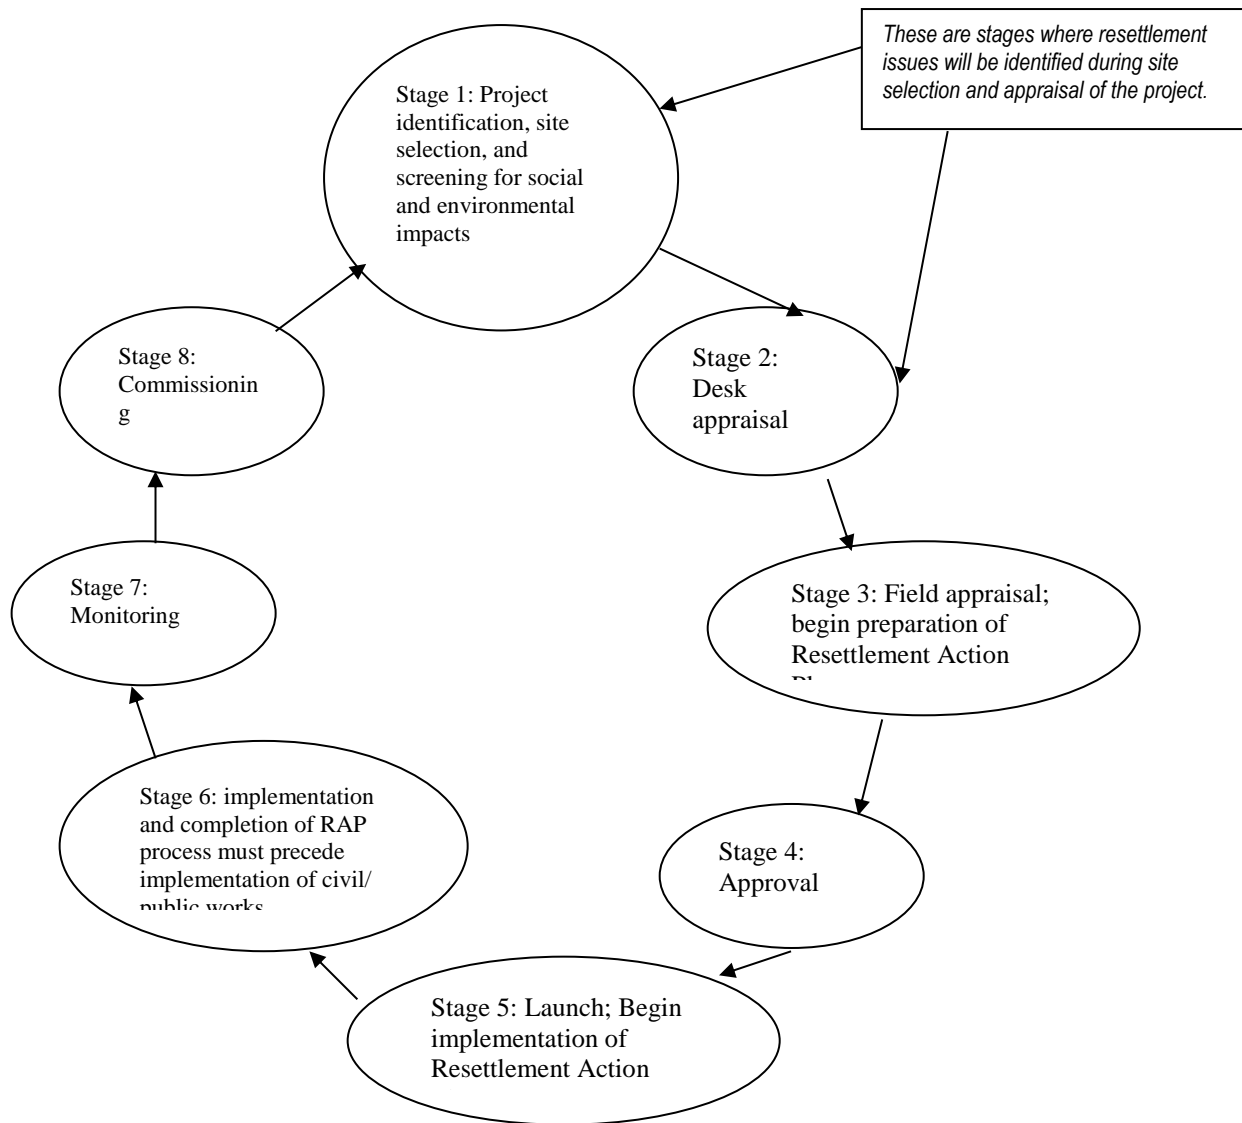 These are stages where resettlement
issues will be identified during site
selection and appraisal of the project.
Stage 1: Project
identification, site
selection, and
screening for social
and environmental
impacts
Stage 2:
Desk
appraisal
Stage 3: Field appraisal;
begin preparation of
Resettlement Action
Stage 4:
Approval
Stage 5: Launch; Begin
implementation of
Resettlement Action
Stage 6: implementation
and completion of RAP
process must precede
implementation of civil/
public works
Stage 7:
Monitoring
Stage 8:
Commissionin
g